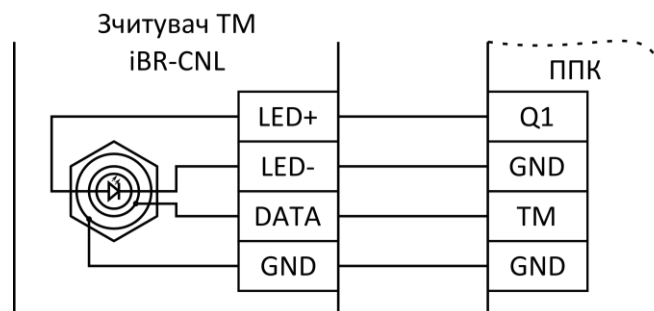 Зчитувач ТМ
iBR-CNL
ППК
LED+
Q1
LED-
GND
DATA
TM
GND
GND